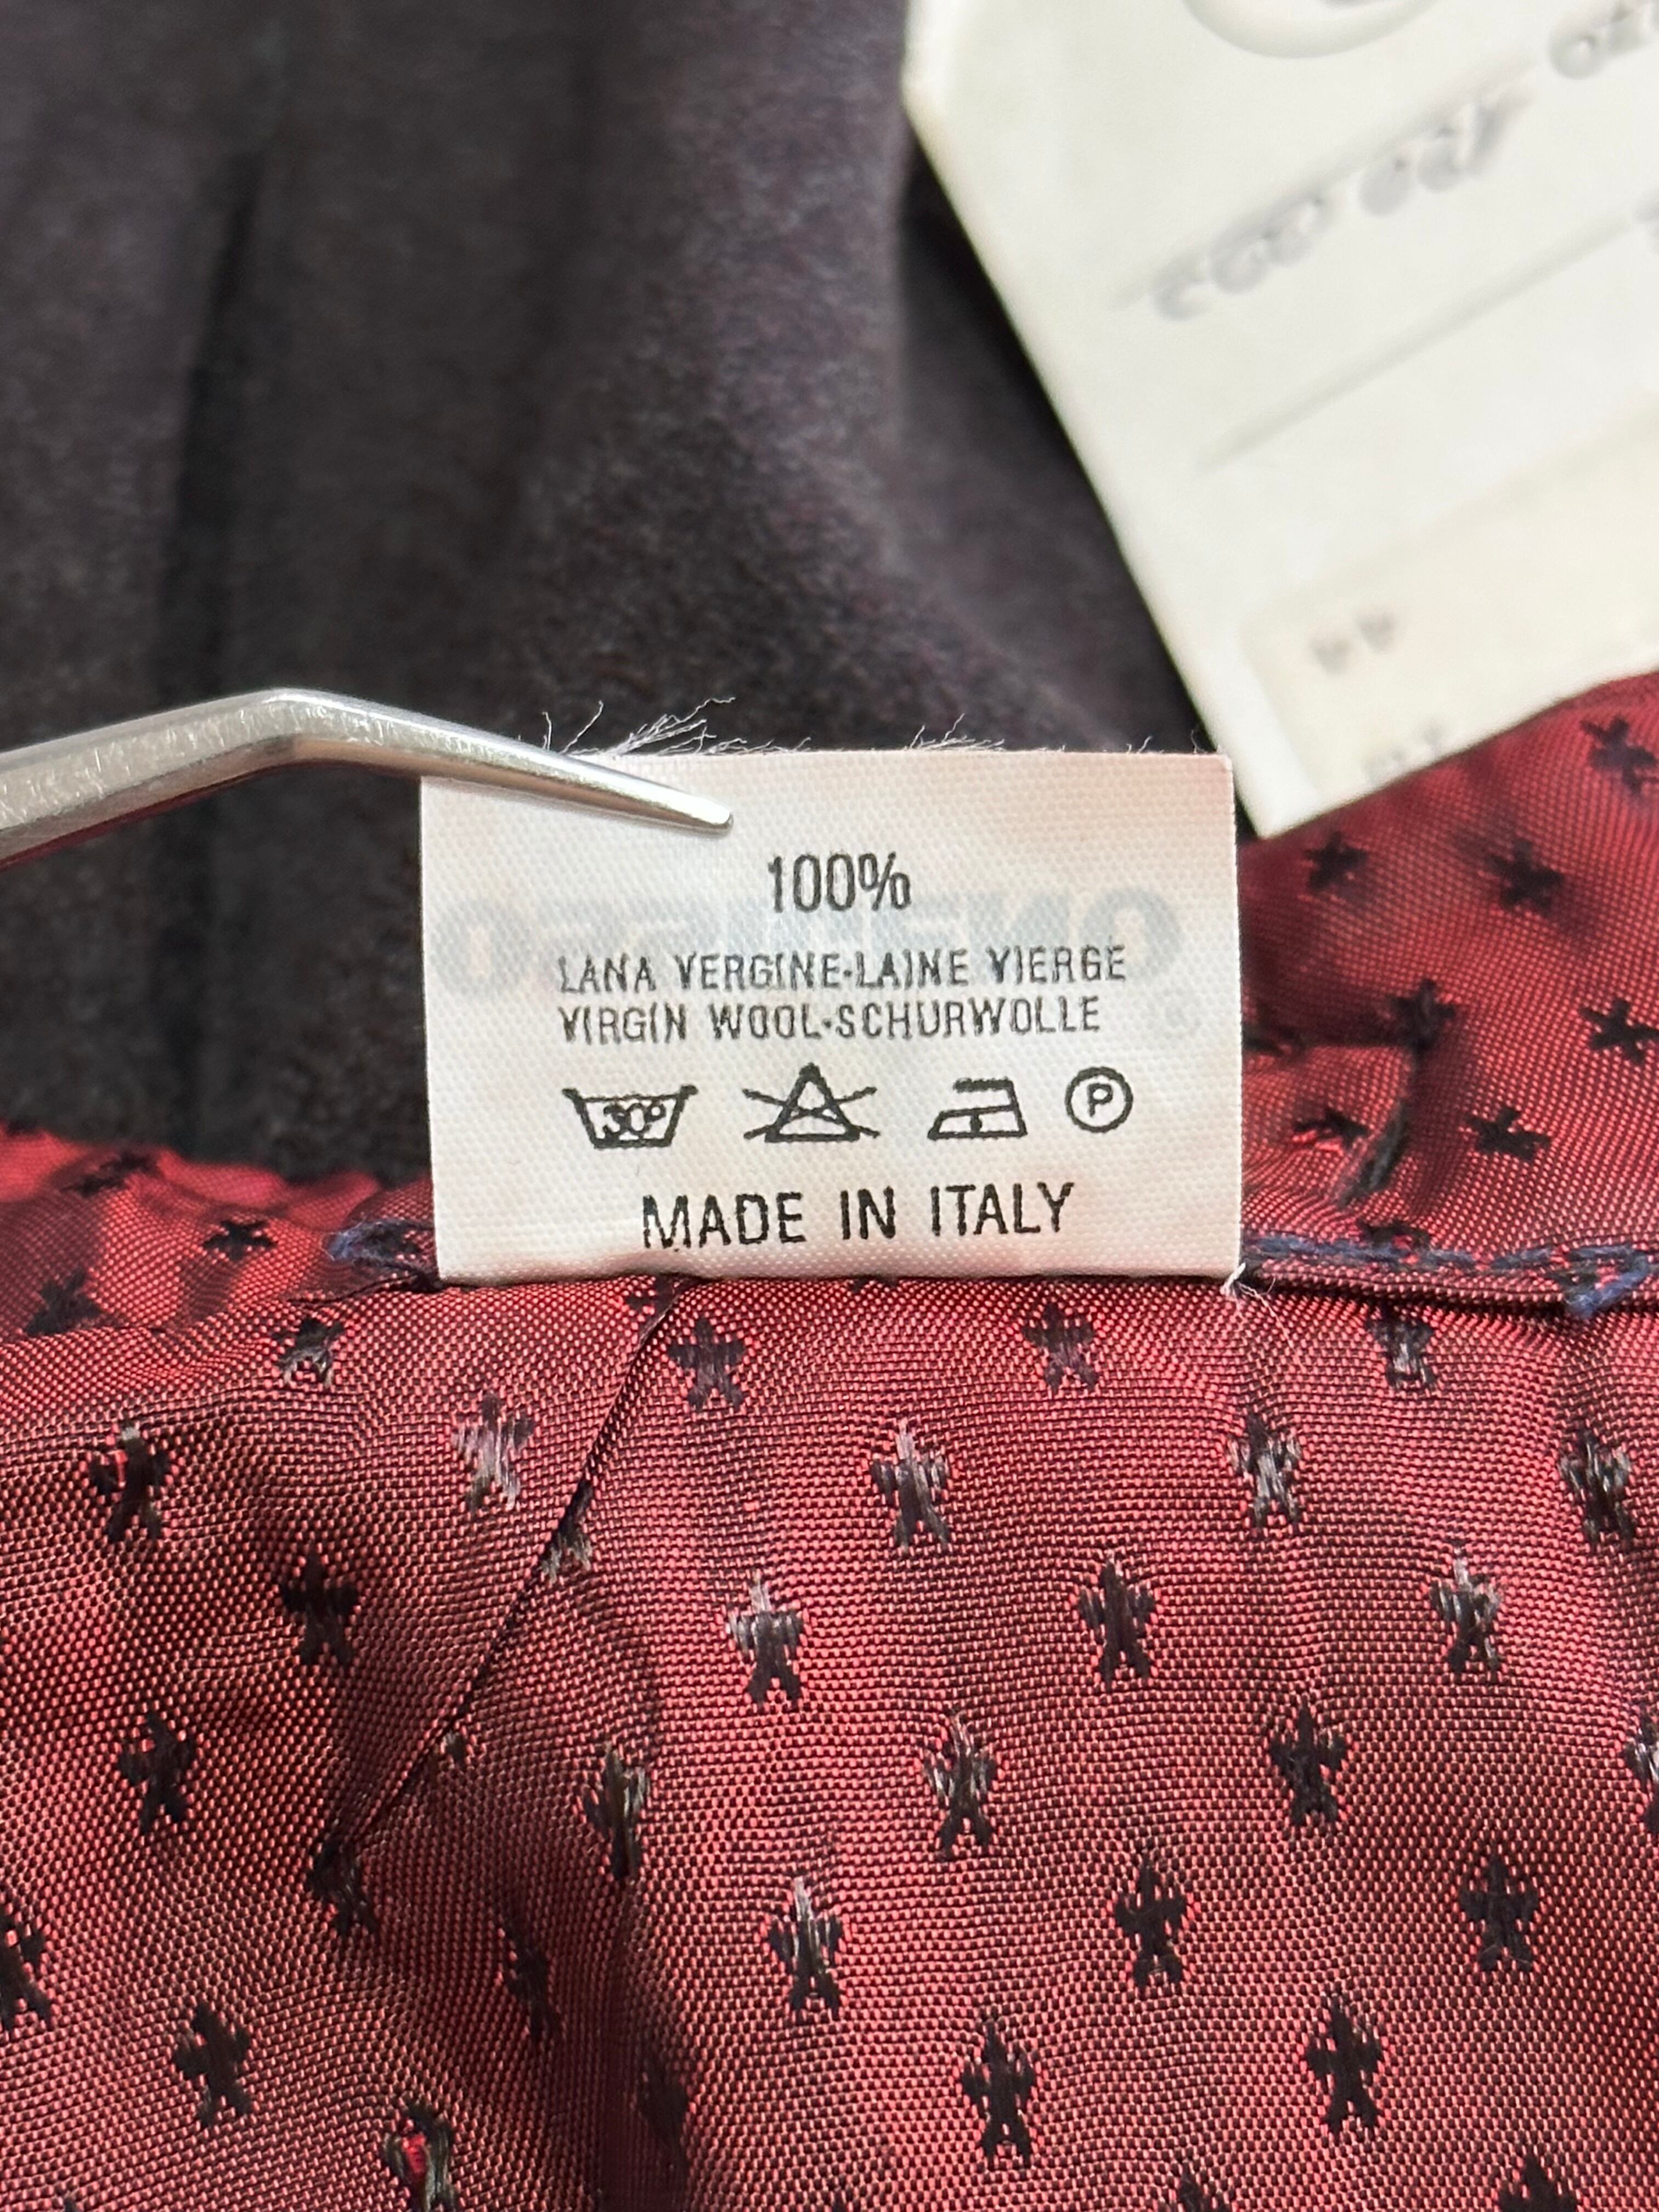 100%
LANA VERGINE-LAINE VIERGE
VIRGIN WOOL-SCHURWOLLE
30°
P
MADE IN ITALY